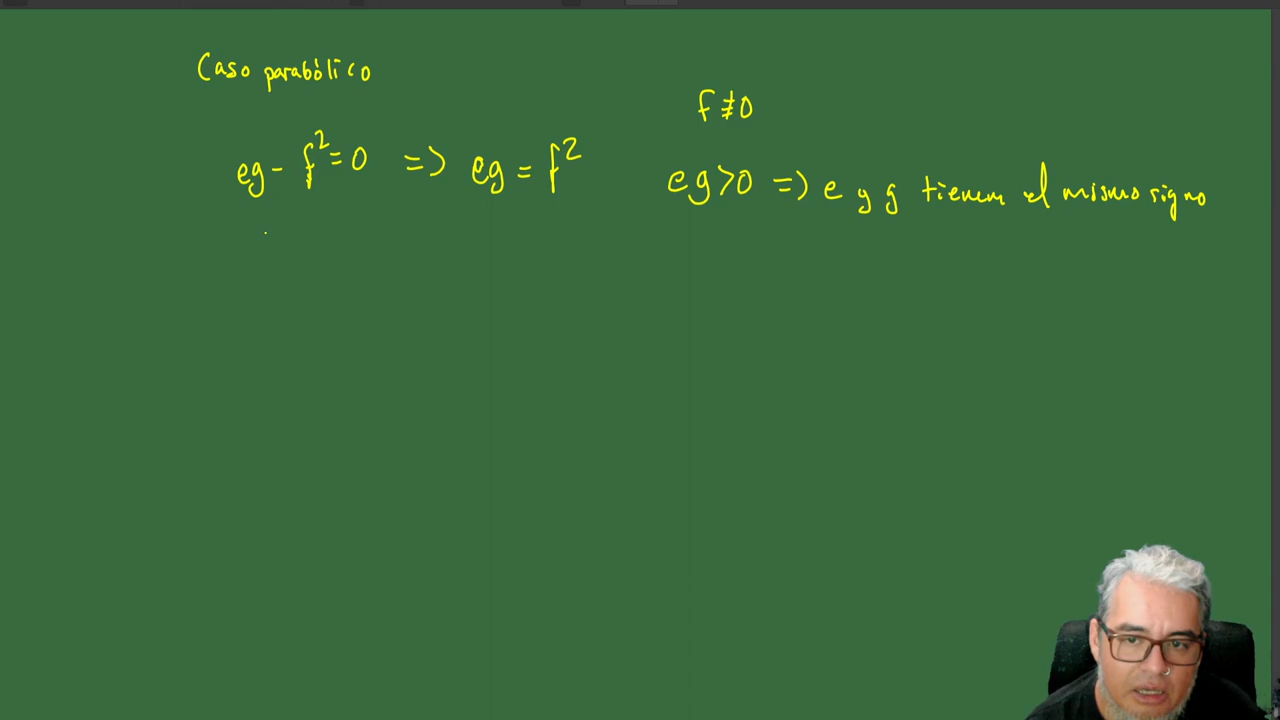 Caso parabólico
f ≠ 0
eg - f² = 0 => eg = f²
eg > 0 => e y g tienen el mismo signo